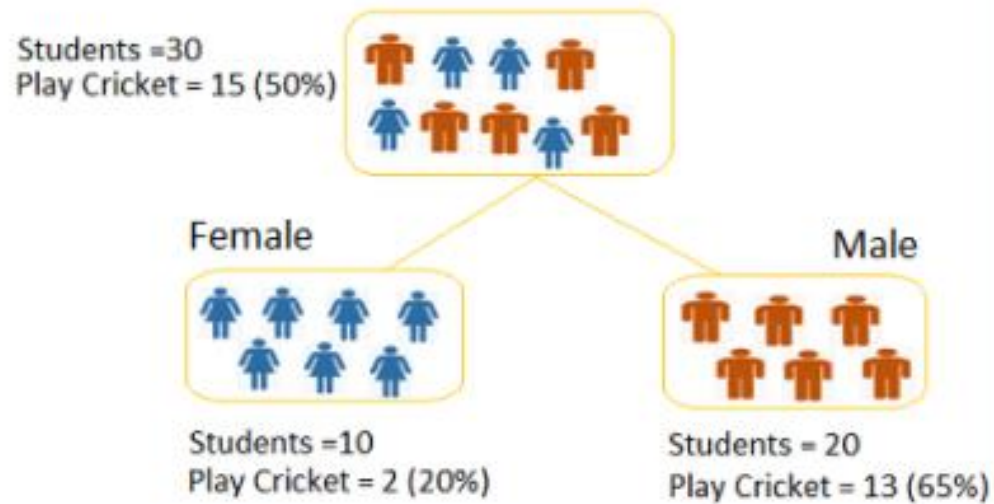 Students =30
Play Cricket = 15 (50%)
Female
Male
Students =10
Play Cricket = 2 (20%)
Students = 20
Play Cricket = 13 (65%)